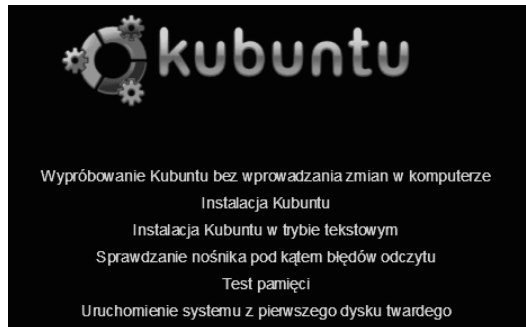 kubuntu
Wypróbowanie Kubuntu bez wprowadzania zmian w komputerze
Instalacja Kubuntu
Instalacja Kubuntu w trybie tekstowym
Sprawdzanie nośnika pod kątem błędów odczytu
Test pamięci
Uruchomienie systemu z pierwszego dysku twardego